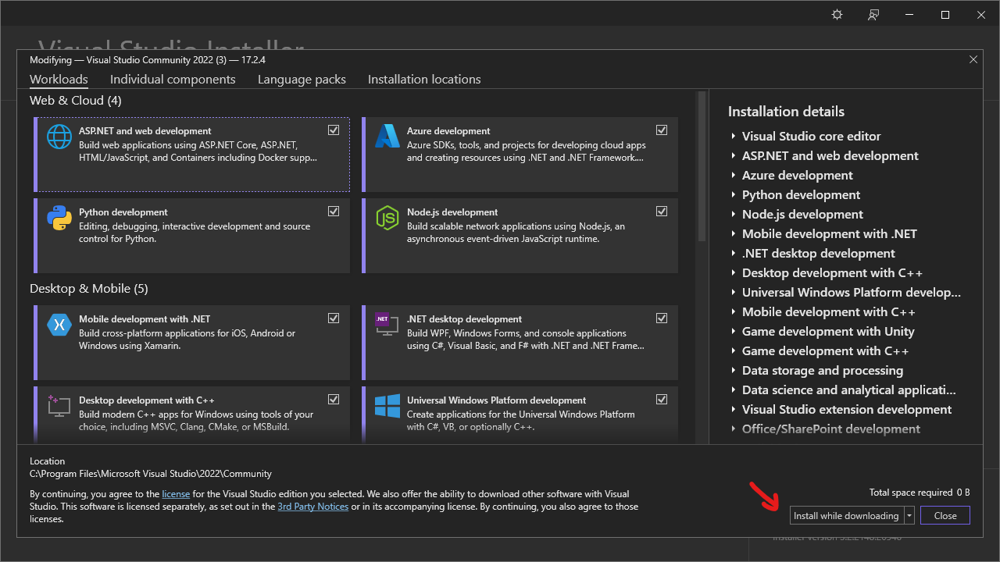 Visual Studio Installer
Modifying — Visual Studio Community 2022 (3) — 17.2.4
Workloads
Individual components
Language packs
Installation locations
Web & Cloud (4)
ASP.NET and web development
Build web applications using ASP.NET Core, ASP.NET,
HTML/JavaScript, and Containers including Docker supp...
Azure development
Azure SDKs, tools, and projects for developing cloud apps
and creating resources using .NET and .NET Framework....
Python development
Editing, debugging, interactive development and source
control for Python.
JS
Node.js development
Build scalable network applications using Node.js, an
asynchronous event-driven JavaScript runtime.
Desktop & Mobile (5)
Mobile development with .NET
Build cross-platform applications for iOS, Android or
Windows using Xamarin.
.NET
.NET desktop development
Build WPF, Windows Forms, and console applications
using C#, Visual Basic, and F# with .NET and .NET Frame...
Desktop development with C++
Build modern C++ apps for Windows using tools of your
choice, including MSVC, Clang, CMake, or MSBuild.
Universal Windows Platform development
Create applications for the Universal Windows Platform
with C#, VB, or optionally C++.
Installation details
Visual Studio core editor
ASP.NET and web development
Azure development
Python development
Node.js development
Mobile development with .NET
.NET desktop development
Desktop development with C++
Universal Windows Platform develop...
Mobile development with C++
Game development with Unity
Game development with C++
Data storage and processing
Data science and analytical applicati...
Visual Studio extension development
Office/SharePoint development
Location
C:\Program Files\Microsoft Visual Studio\2022\Community
By continuing, you agree to the license for the Visual Studio edition you selected. We also offer the ability to download other software with Visual
Studio. This software is licensed separately, as set out in the 3rd Party Notices or in its accompanying license. By continuing, you also agree to those
licenses.
Total space required 0 B
Install while downloading
Close
Installer version